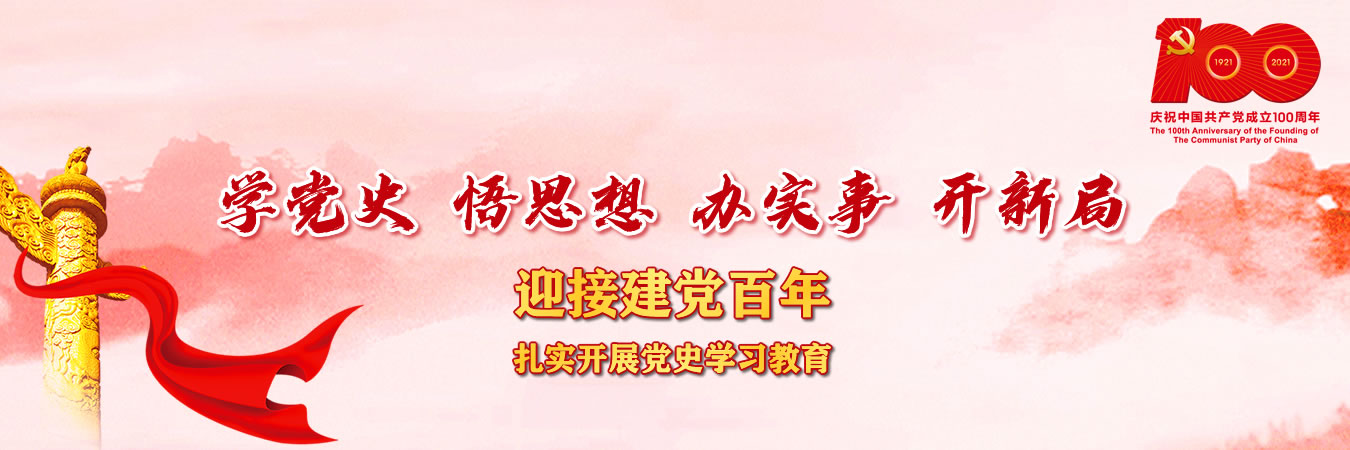 1921 2021
庆祝中国共产党成立100周年
The 100th Anniversary of the Founding of
The Communist Party of China
学党史 悟思想 办实事 开新局
迎接建党百年
扎实开展党史学习教育